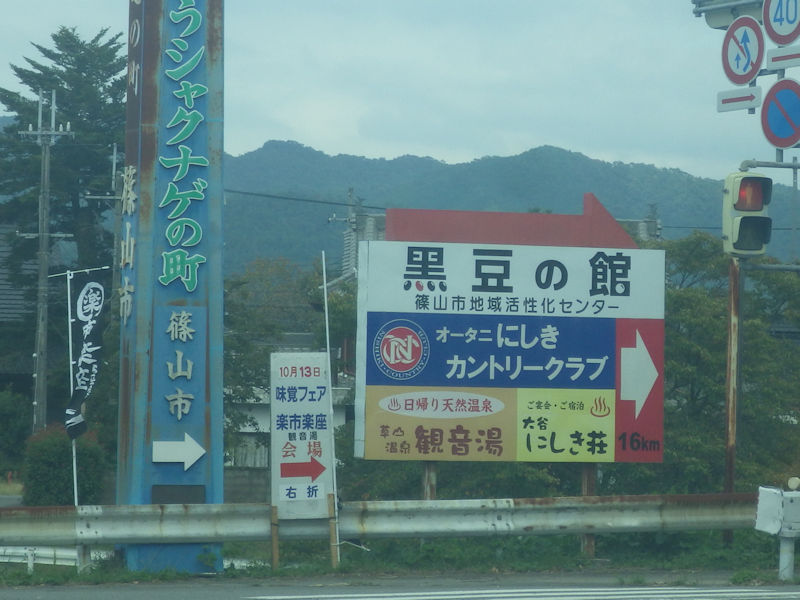 うシャクナゲの町
篠山市
の町
篠山市
10月13日
味覚フェア
楽市楽座
観音湯
会場
右折
黒豆の館
篠山市地域活性化センター
オータニにしき
カントリークラブ
日帰り天然温泉
草山温泉 観音湯
ご宴会・ご宿泊
大谷
にしき荘
16km
40